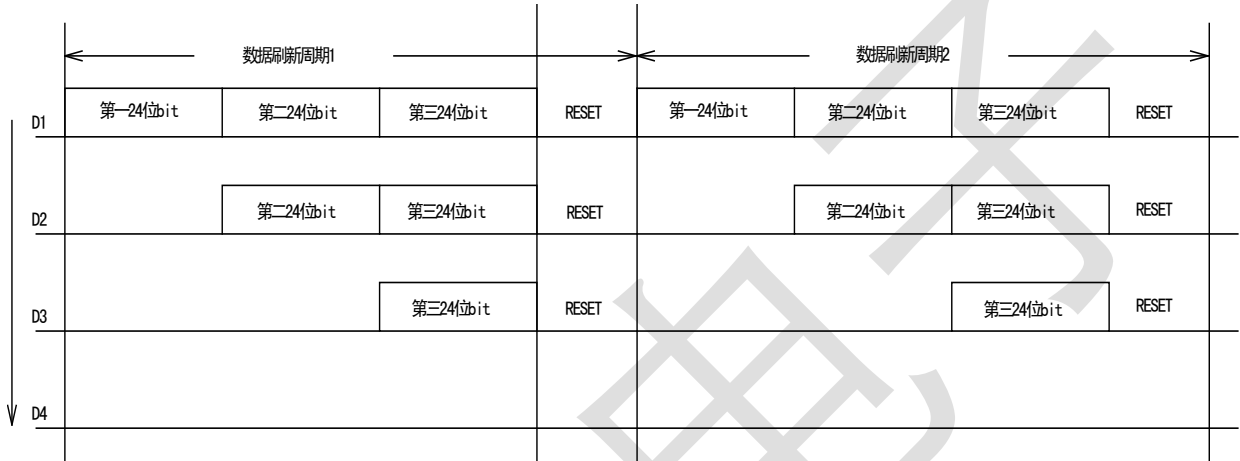 数据刷新周期1 数据刷新周期2
D1 第一24位bit 第二24位bit 第三24位bit RESET 第一24位bit 第二24位bit 第三24位bit RESET
D2 第二24位bit 第三24位bit RESET 第二24位bit 第三24位bit RESET
D3 第三24位bit RESET 第三24位bit RESET
D4
电子